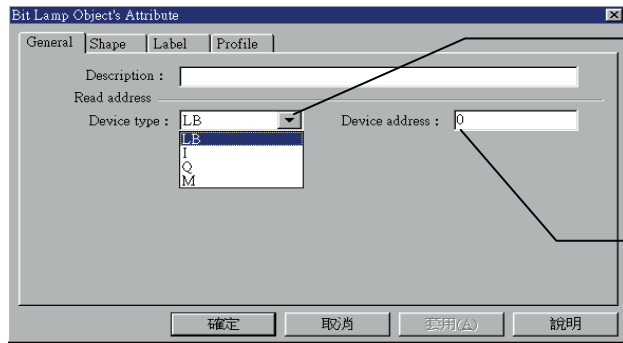 Bit Lamp Object's Attribute
General Shape Label Profile
Description :
Read address
Device type : LB Device address : 0
LB
I
Q
M
確定 取消 套用(A) 說明